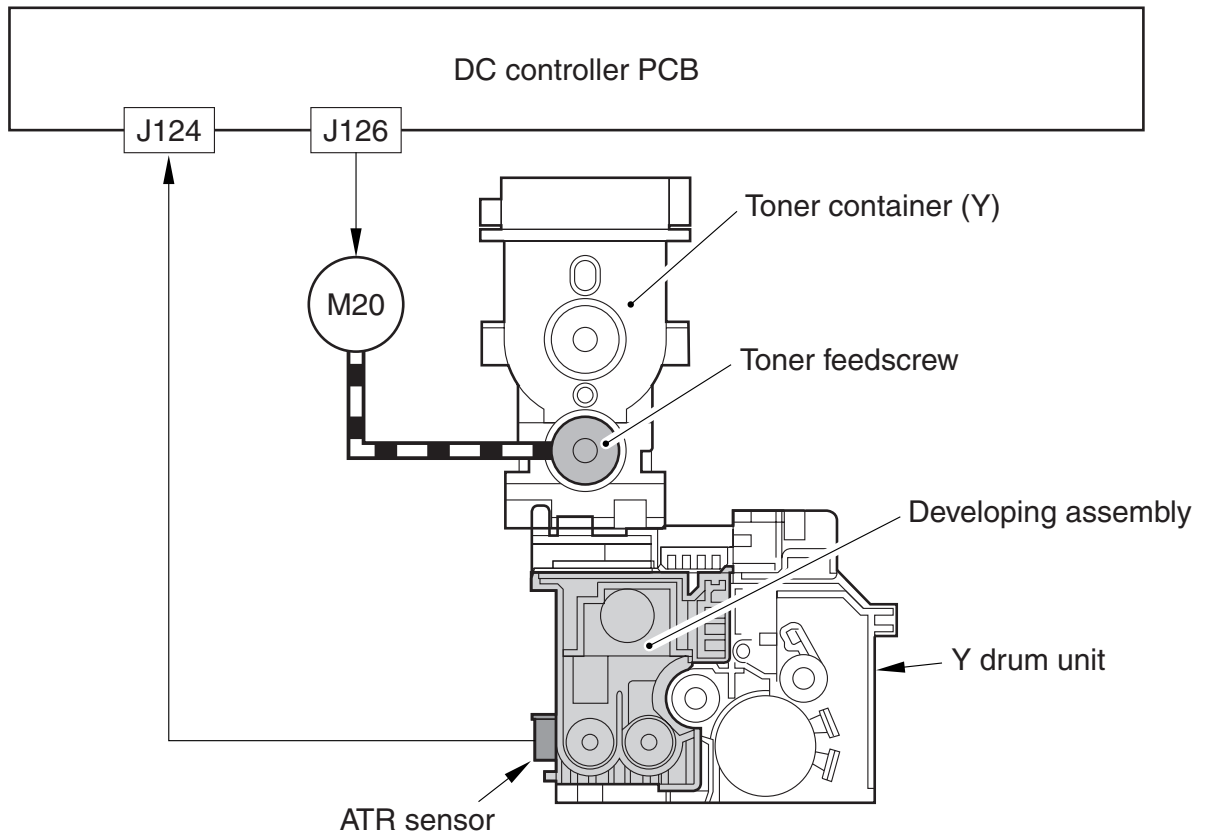 DC controller PCB
J124
J126
Toner container (Y)
M20
Toner feedscrew
Developing assembly
Y drum unit
ATR sensor